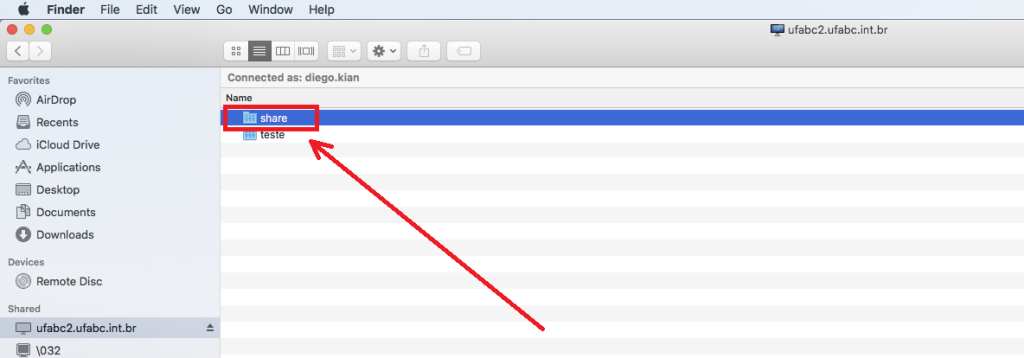 Finder File Edit View Go Window Help
ufabc2.ufabc.int.br
Favorites
AirDrop
Recents
iCloud Drive
Applications
Desktop
Documents
Downloads
Devices
Remote Disc
Shared
ufabc2.ufabc.int.br
\032
Connected as: diego.kian
Name
share
teste